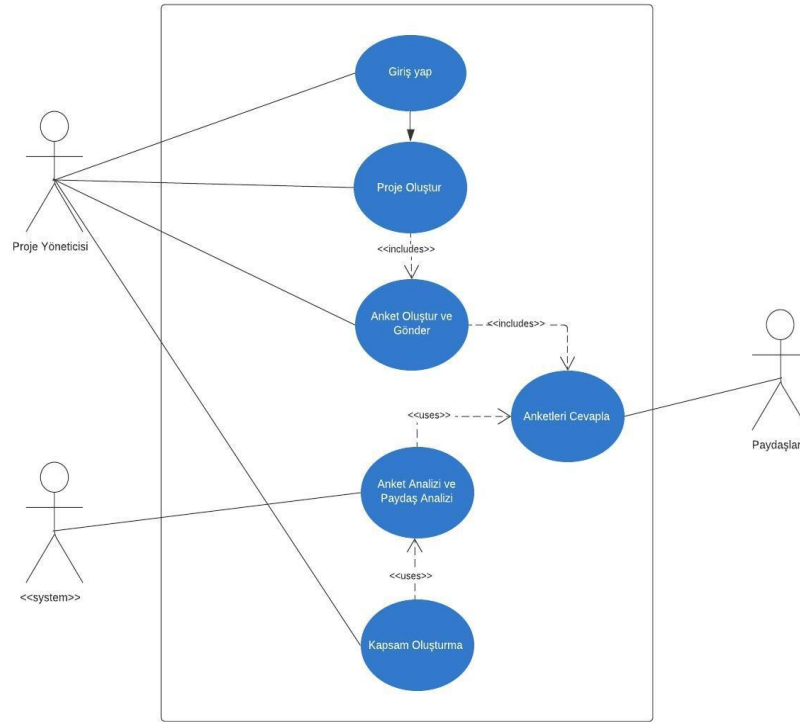 Giriş yap
Proje Oluştur
Proje Yöneticisi
<<includes>>
Anket Oluştur ve
Gönder
<<includes>>
<<uses>>
Anketleri Cevapla
Paydaşlar
Anket Analizi ve
Paydaş Analizi
<<uses>>
<<system>>
Kapsam Oluşturma